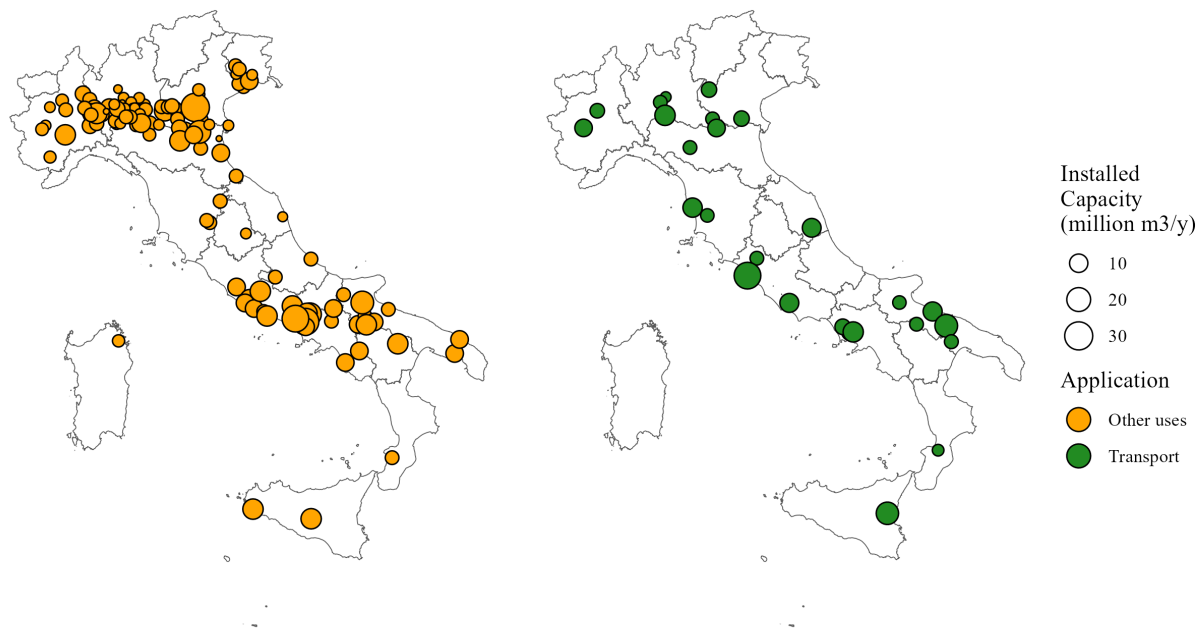 Installed
Capacity
(million m3/y)
10
20
30
Application
Other uses
Transport